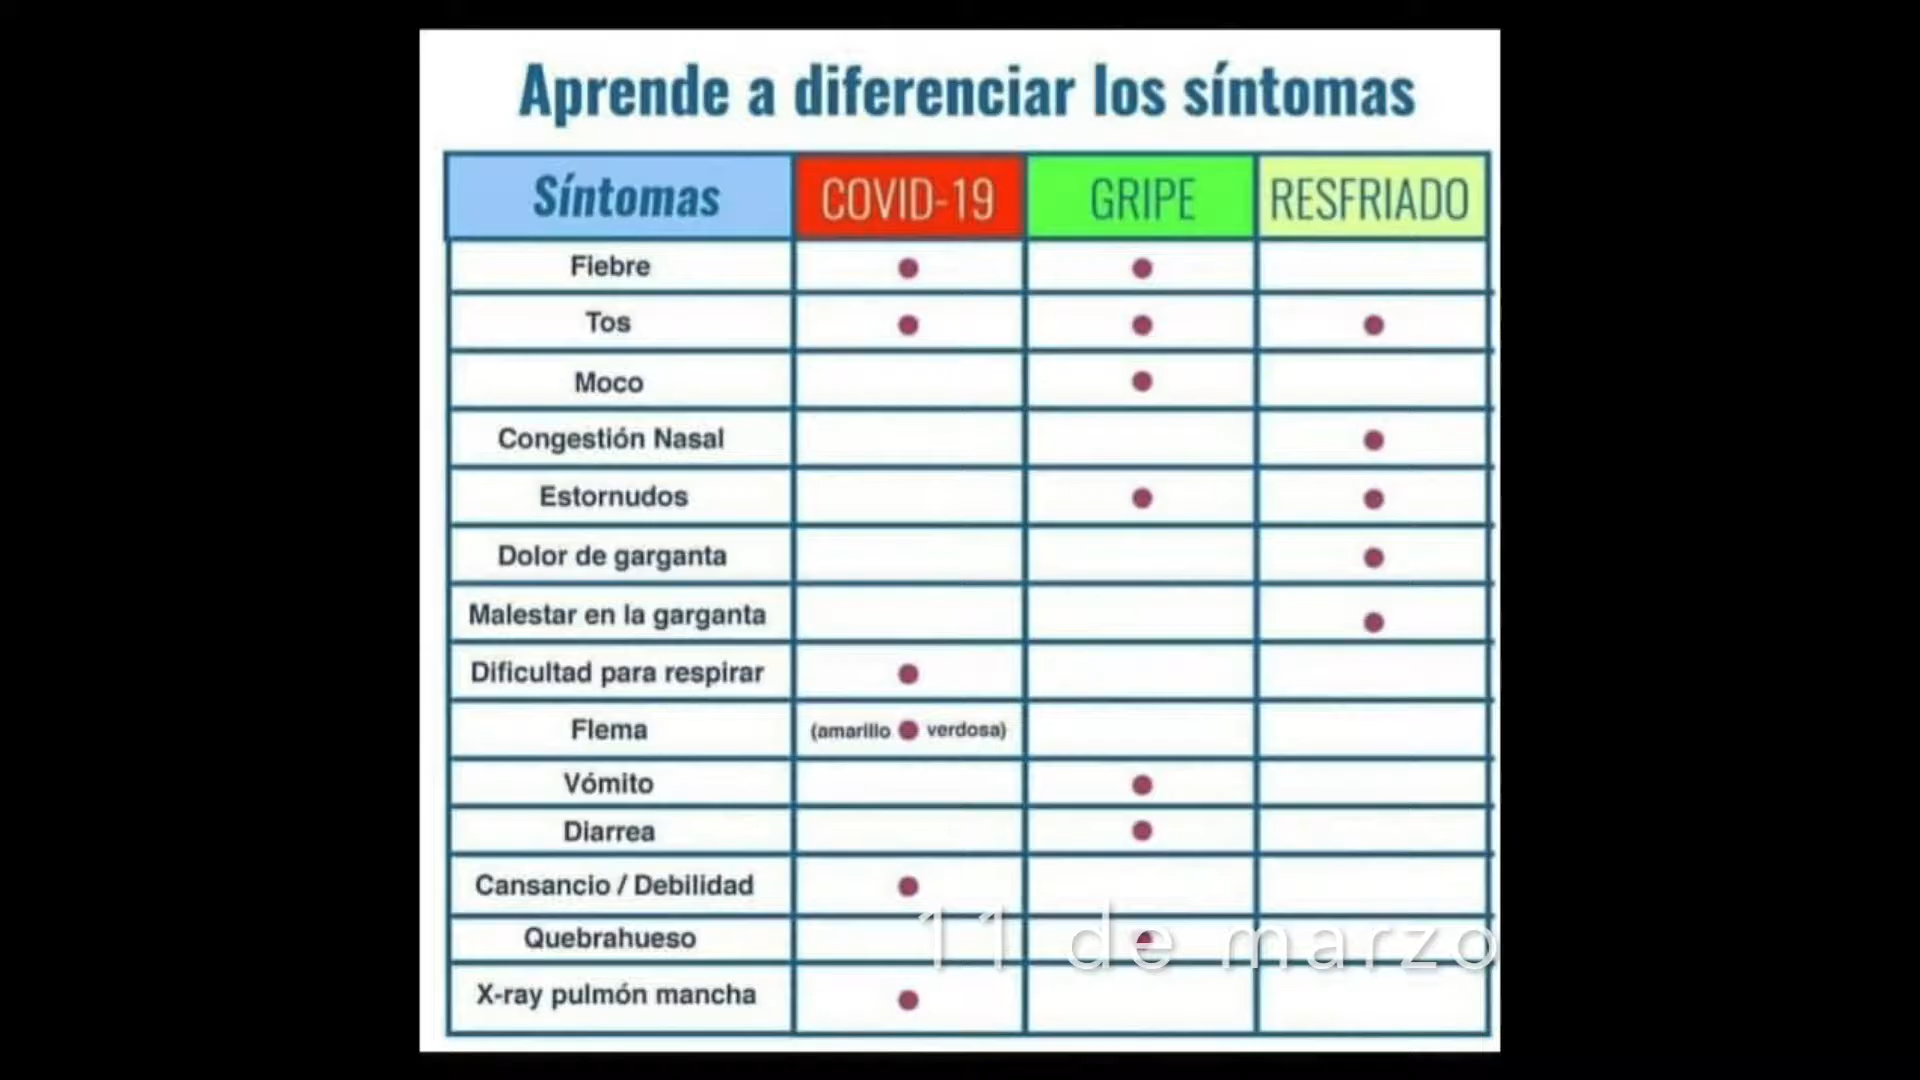 Aprende a diferenciar los síntomas
Síntomas COVID-19 GRIPE RESFRIADO
Fiebre
Tos
Moco
Congestión Nasal
Estornudos
Dolor de garganta
Malestar en la garganta
Dificultad para respirar
Flema (amarillo verdosa)
Vómito
Diarrea
Cansancio / Debilidad
11 de marzo
Quebrahueso
X-ray pulmón mancha